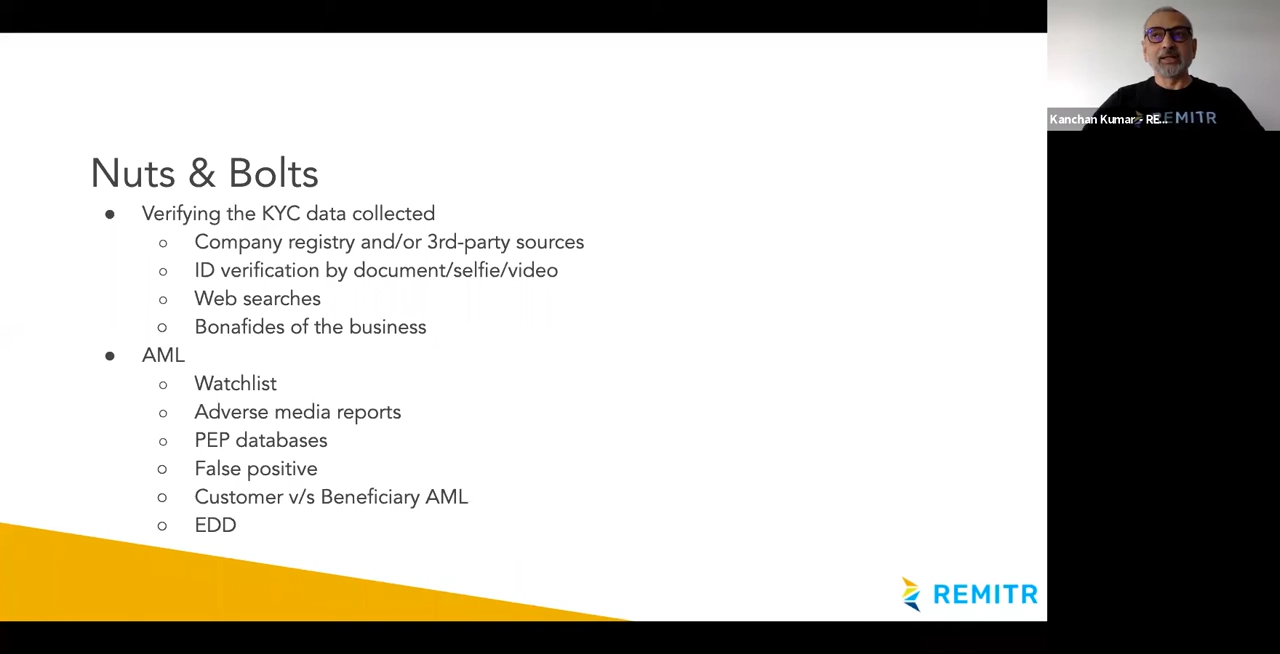 Nuts & Bolts
● Verifying the KYC data collected
○ Company registry and/or 3rd-party sources
○ ID verification by document/selfie/video
○ Web searches
○ Bonafides of the business
● AML
○ Watchlist
○ Adverse media reports
○ PEP databases
○ False positive
○ Customer v/s Beneficiary AML
○ EDD
REMITR
Kanchan Kumar - RE...
REMITR